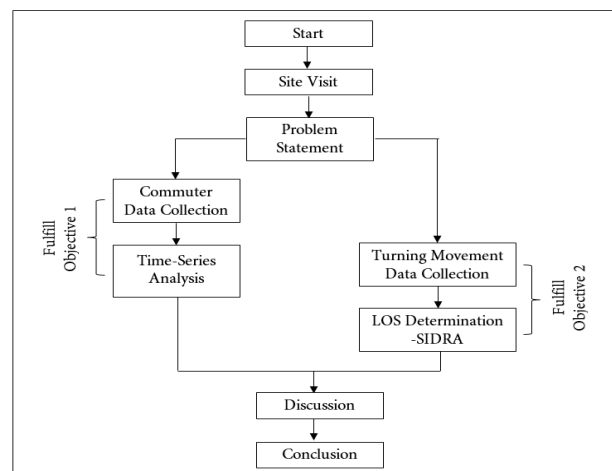 Start
Site Visit
Problem
Statement
Commuter
Data Collection
Time-Series
Analysis
Fulfill
Objective 1
Turning Movement
Data Collection
LOS Determination
-SIDRA
Fulfill
Objective 2
Discussion
Conclusion